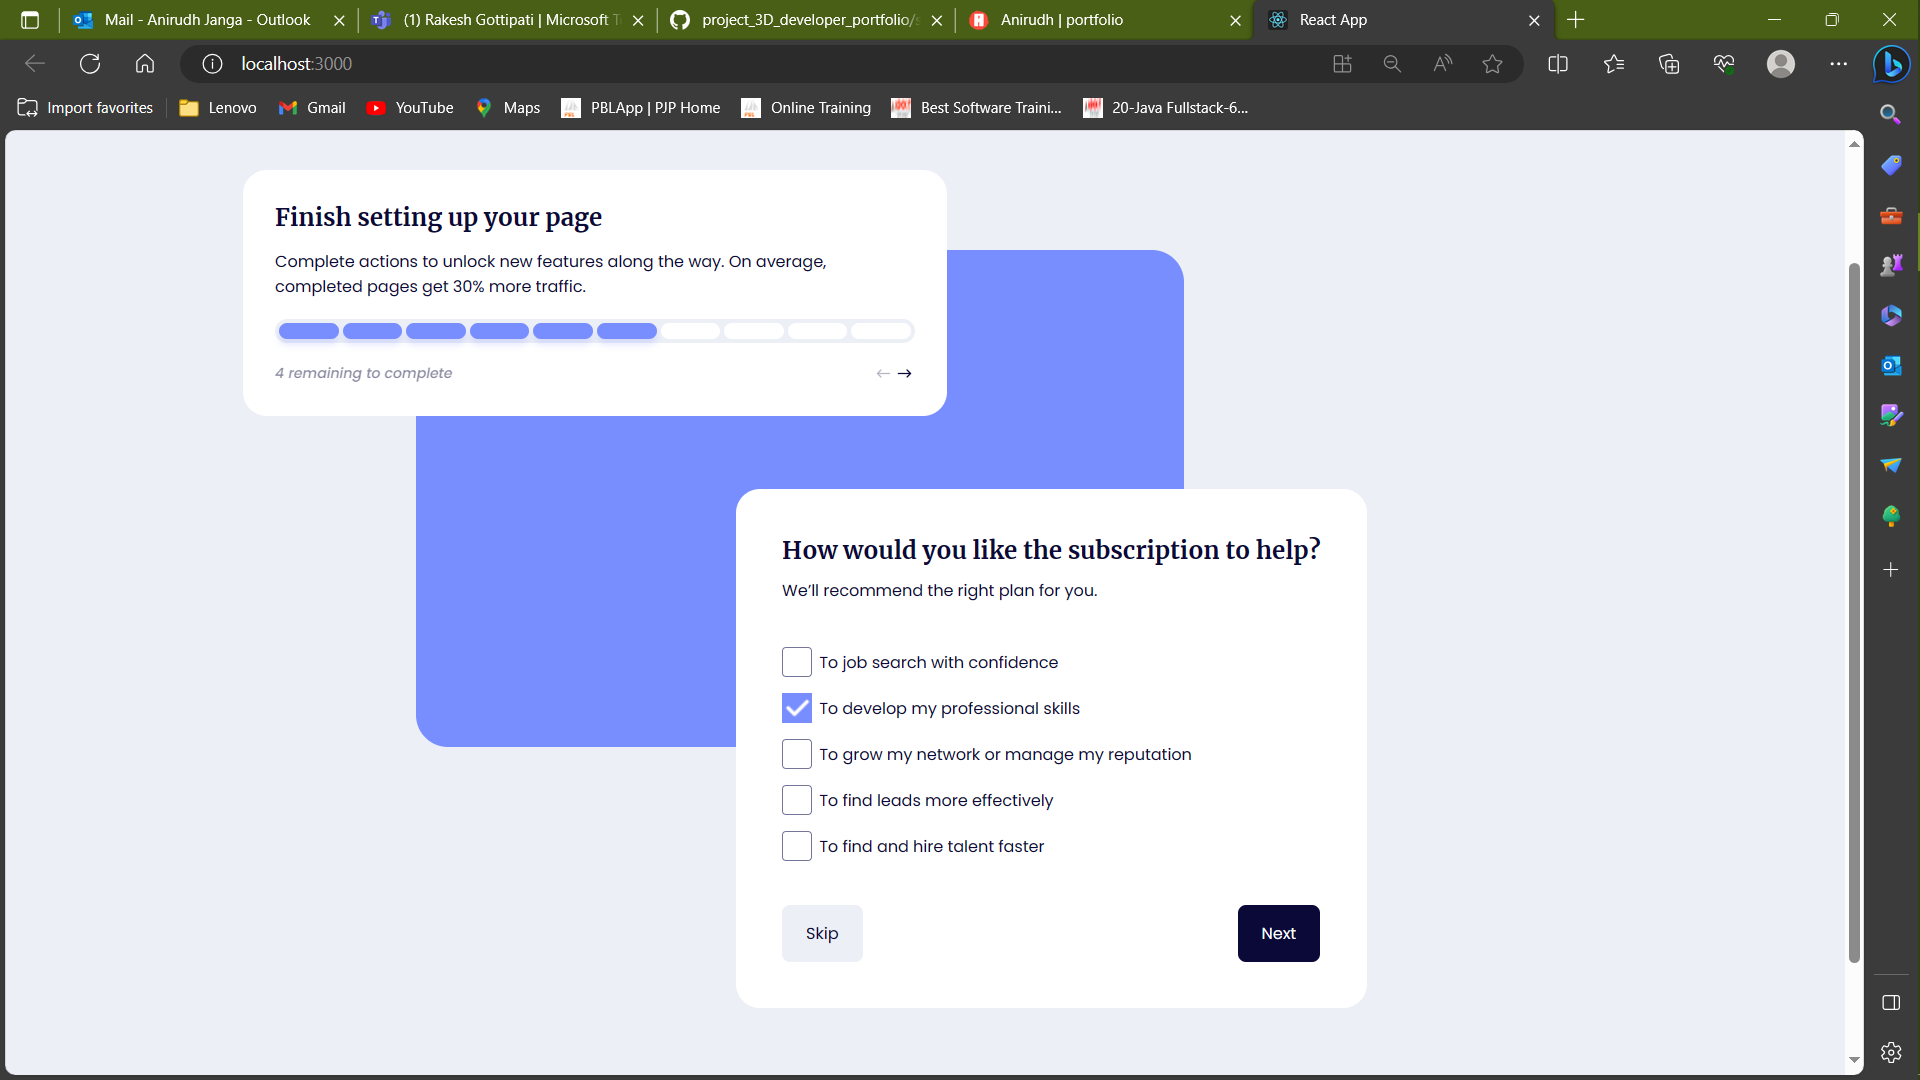 Mail - Anirudh Janga - Outlook
(1) Rakesh Gottipati | Microsoft
project_3D_developer_portfolio/
Anirudh | portfolio
React App
localhost:3000
Import favorites
Lenovo
Gmail
YouTube
Maps
PBLApp | PJP Home
Online Training
Best Software Traini...
20-Java Fullstack-6...
Finish setting up your page
Complete actions to unlock new features along the way. On average,
completed pages get 30% more traffic.
4 remaining to complete
← →
How would you like the subscription to help?
We’ll recommend the right plan for you.
To job search with confidence
To develop my professional skills
To grow my network or manage my reputation
To find leads more effectively
To find and hire talent faster
Skip
Next